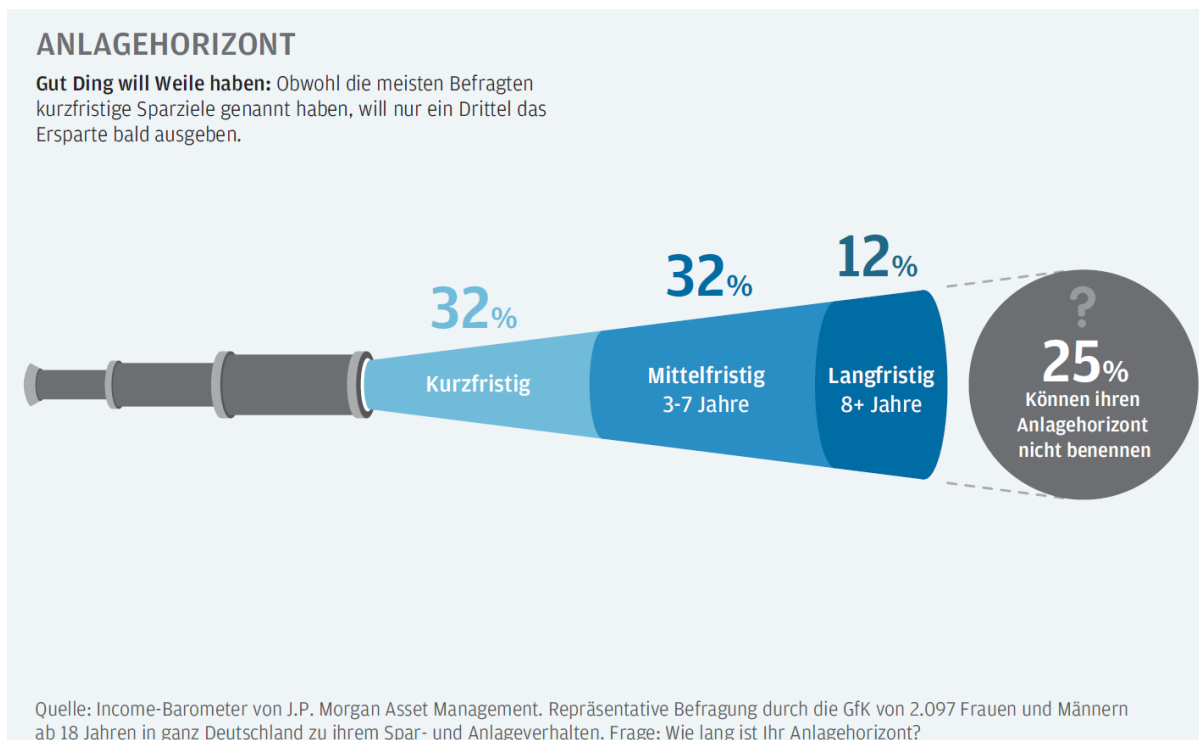 ANLAGEHORIZONT
Gut Ding will Weile haben: Obwohl die meisten Befragten
kurzfristige Sparziele genannt haben, will nur ein Drittel das
Ersparte bald ausgeben.
32%
Kurzfristig
32%
Mittelfristig
3-7 Jahre
12%
Langfristig
8+ Jahre
?
25%
Können ihren
Anlagehorizont
nicht benennen
Quelle: Income-Barometer von J.P. Morgan Asset Management. Repräsentative Befragung durch die GfK von 2.097 Frauen und Männern
ab 18 Jahren in ganz Deutschland zu ihrem Spar- und Anlageverhalten. Frage: Wie lang ist Ihr Anlagehorizont?